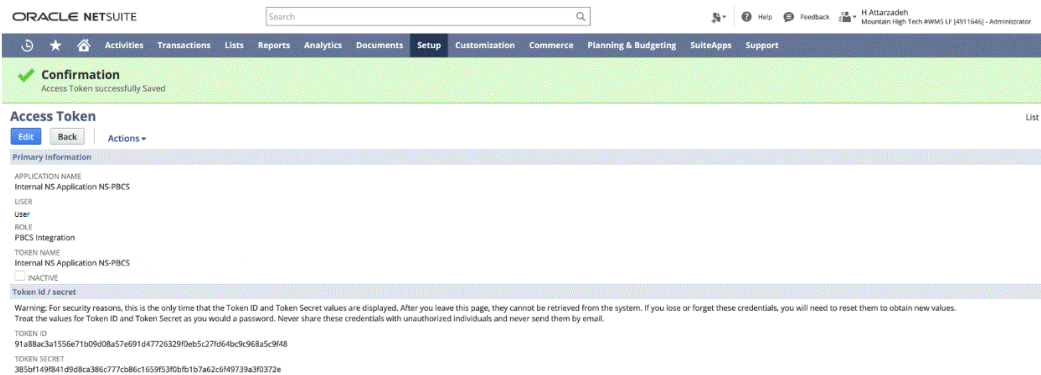 ORACLE NETSUITE
Search
Help Feedback H Attarzadeh
Mountain High Tech #WMS LF [4911646] - Administrator
Activities Transactions Lists Reports Analytics Documents Setup Customization Commerce Planning & Budgeting SuiteApps Support
Confirmation
Access Token successfully Saved
Access Token
List
Edit Back Actions
Primary Information
APPLICATION NAME
Internal NS Application NS-PBCS
USER
User
ROLE
PBCS Integration
TOKEN NAME
Internal NS Application NS-PBCS
INACTIVE
Token Id / secret
Warning: For security reasons, this is the only time that the Token ID and Token Secret values are displayed. After you leave this page, they cannot be retrieved from the system. If you lose or forget these credentials, you will need to reset them to obtain new values.
Treat the values for Token ID and Token Secret as you would a password. Never share these credentials with unauthorized individuals and never send them by email.
TOKEN ID
91a88ac3a1556e71b09d08a57e691d47726329f0eb5c27fd64bc9c968a5c9f48
TOKEN SECRET
385bf149f841d9d8ca386c777cb86c1659f53f0bfb1b7a62c6f49739a3f0372e